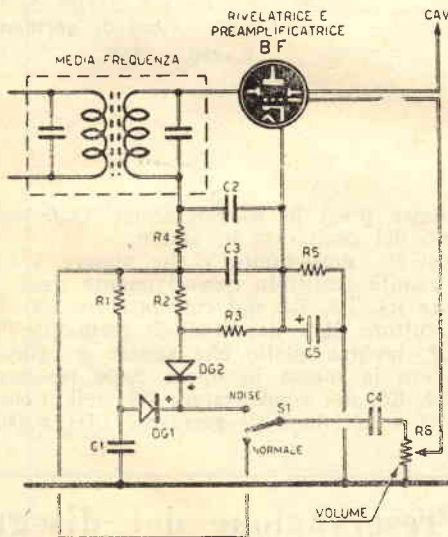 RIVELATRICE E
PREAMPLIFICATRICE
BF
CAV
MEDIA FREQUENZA
C2
R4
C3
R5
R1
R2
R3
+
C5
DG2
DG1
+
NOISE
S1
NORMALE
C4
R6
C1
VOLUME